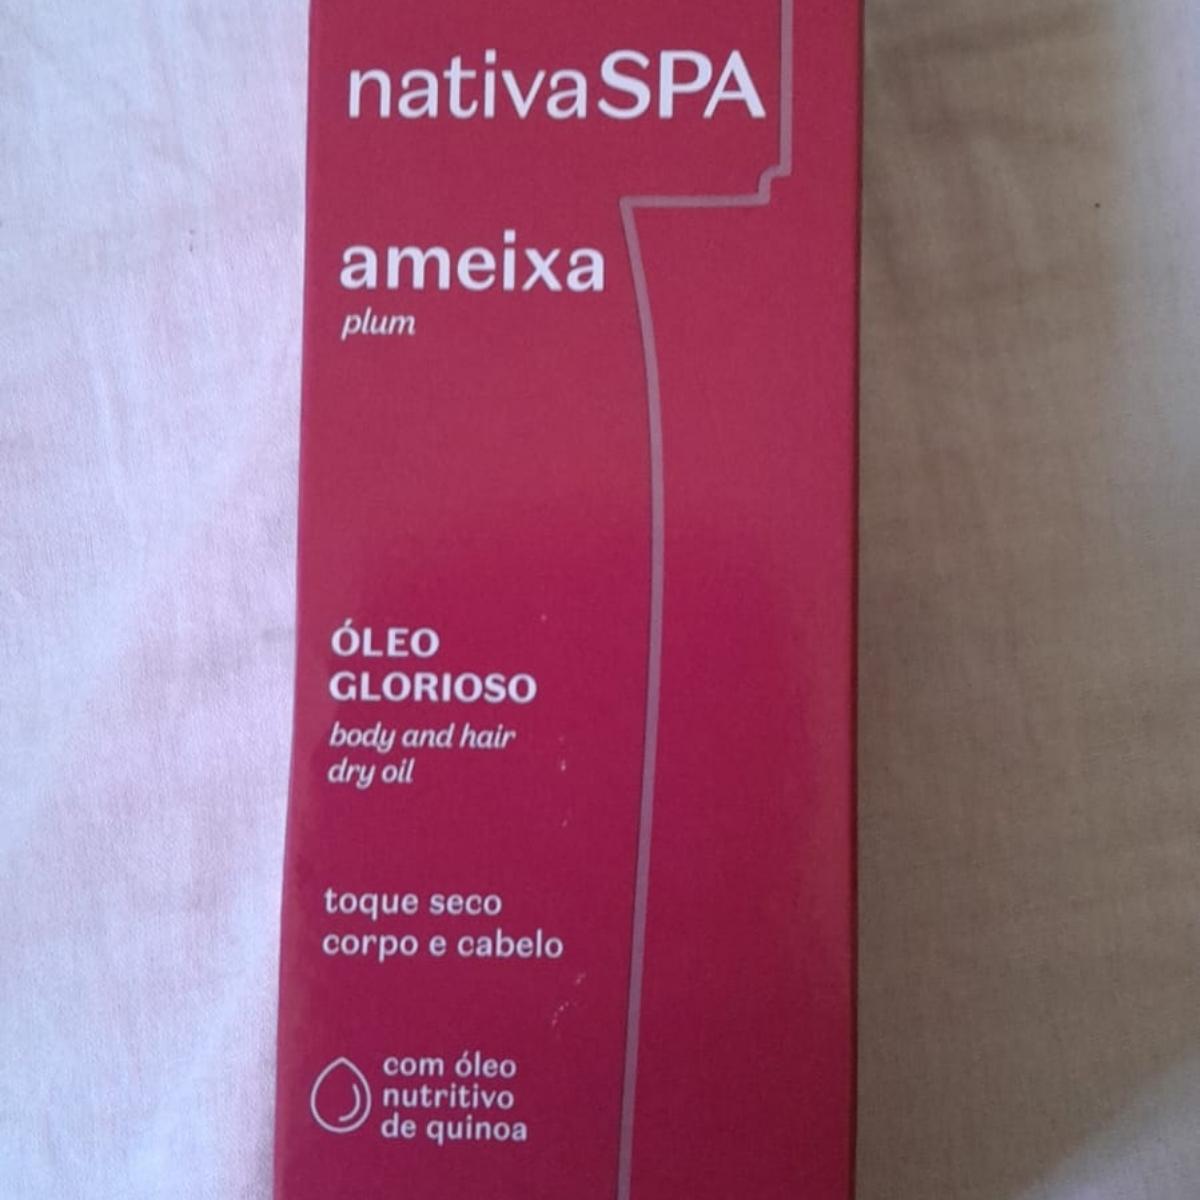 nativaSPA
ameixa
plum
ÓLEO
GLORIOSO
body and hair
dry oil
toque seco
corpo e cabelo
com óleo
nutritivo
de quinoa